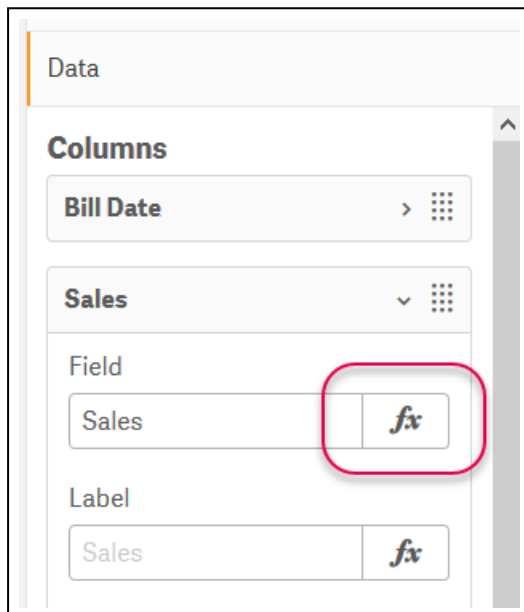 Data
Columns
Bill Date
Sales
Field
Sales fx
Label
Sales fx